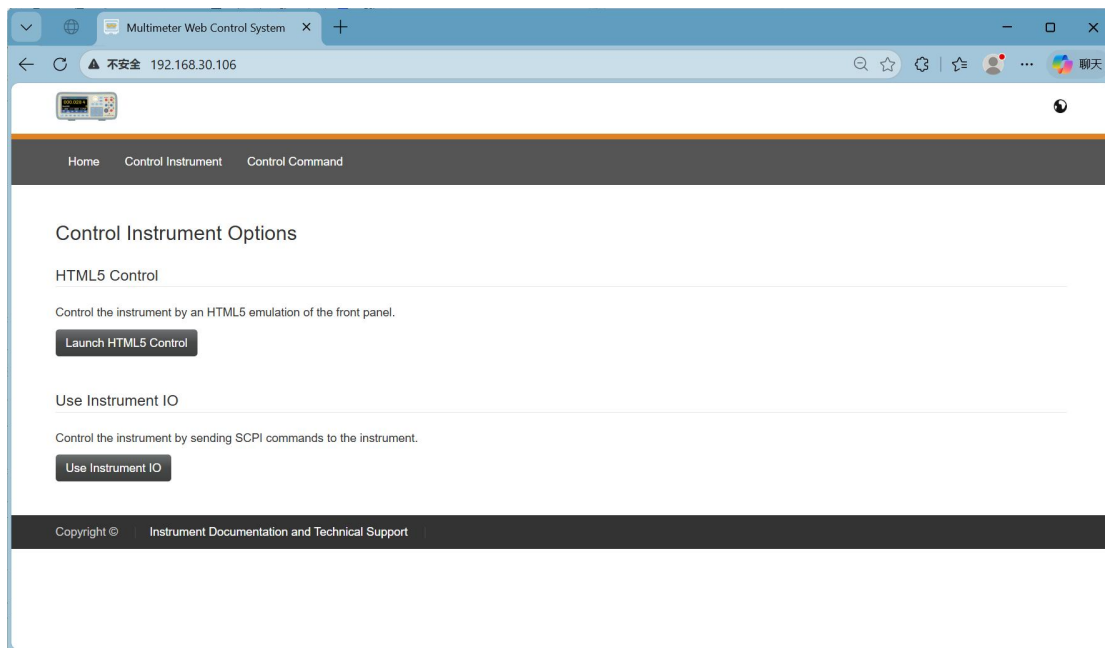 Multimeter Web Control System
不安全 192.168.30.106
聊天
Home Control Instrument Control Command
Control Instrument Options
HTML5 Control
Control the instrument by an HTML5 emulation of the front panel.
Launch HTML5 Control
Use Instrument IO
Control the instrument by sending SCPI commands to the instrument.
Use Instrument IO
Copyright © Instrument Documentation and Technical Support